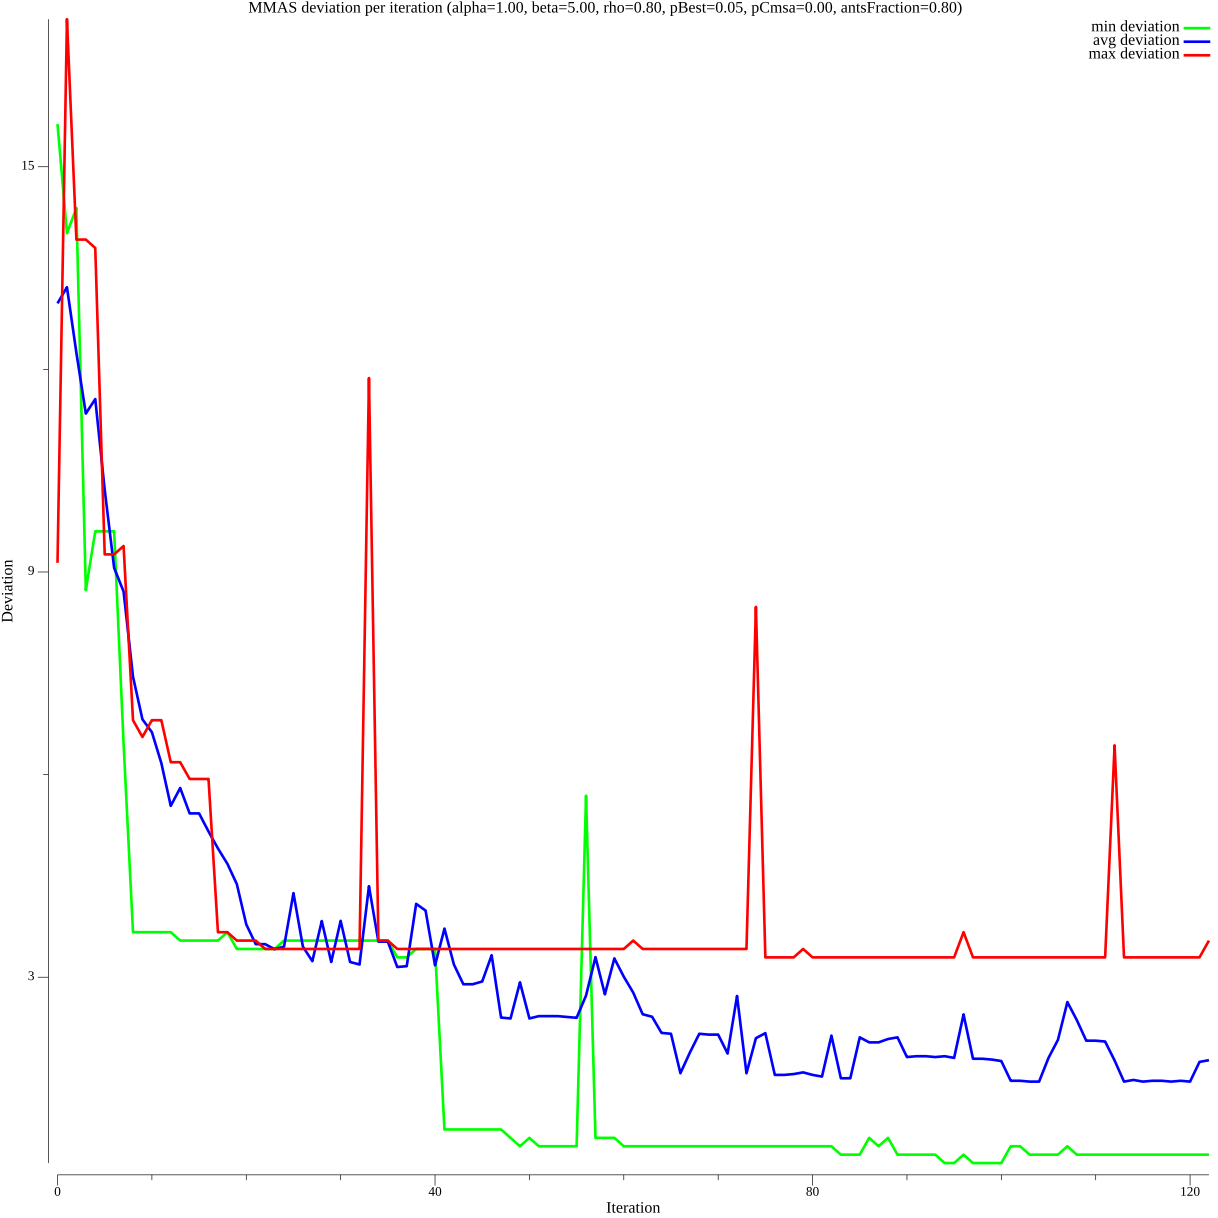 MMAS deviation per iteration (alpha=1.00, beta=5.00, rho=0.80, pBest=0.05, pCmsa=0.00, antsFraction=0.80)
min deviation
avg deviation
max deviation
15
9
3
Deviation
0
40
80
120
Iteration